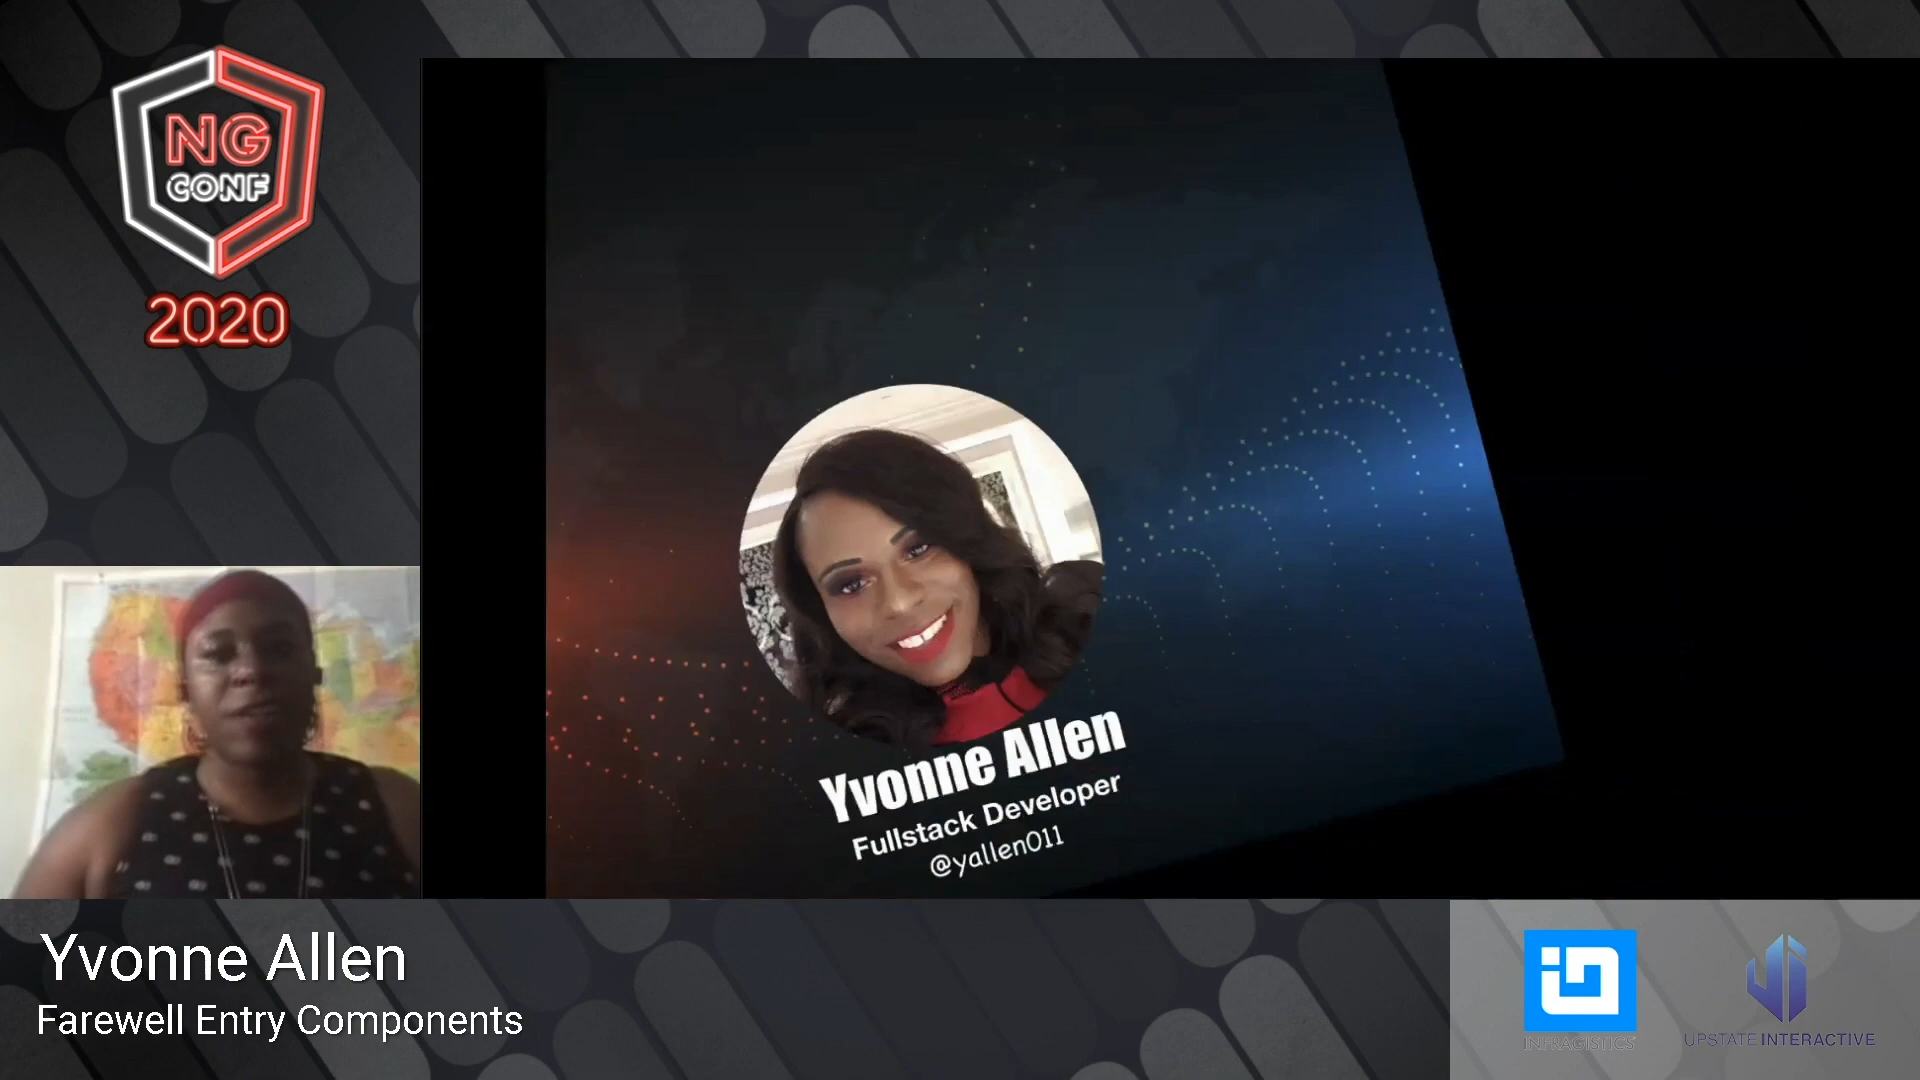 NG
CONF
2020
Yvonne Allen
Fullstack Developer
@yallen011
Yvonne Allen
Farewell Entry Components
INFRAGISTICS
UPSTATE INTERACTIVE